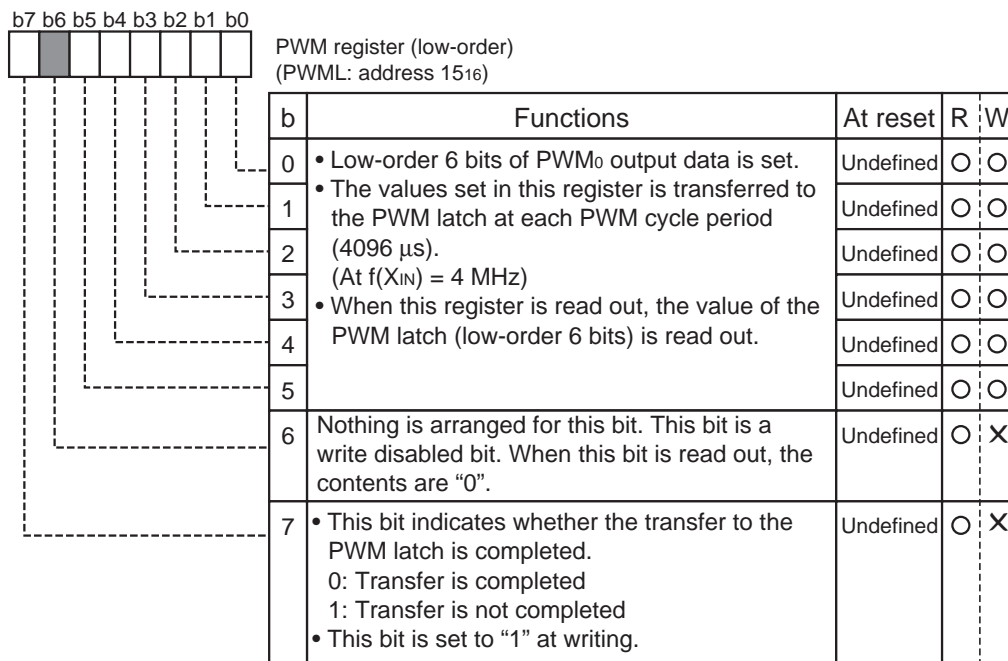 b7 b6 b5 b4 b3 b2 b1 b0
PWM register (low-order)
(PWML: address 15₁₆)
b Functions At reset R W
0 • Low-order 6 bits of PWM₀ output data is set. Undefined ○ ○
• The values set in this register is transferred to
1 the PWM latch at each PWM cycle period Undefined ○ ○
2 (4096 µs). Undefined ○ ○
(At f(XIN) = 4 MHz)
3 • When this register is read out, the value of the Undefined ○ ○
4 PWM latch (low-order 6 bits) is read out. Undefined ○ ○
5 Undefined ○ ○
6 Nothing is arranged for this bit. This bit is a Undefined ○ ×
write disabled bit. When this bit is read out, the
contents are “0”.
7 • This bit indicates whether the transfer to the Undefined ○ ×
PWM latch is completed.
0: Transfer is completed
1: Transfer is not completed
• This bit is set to “1” at writing.